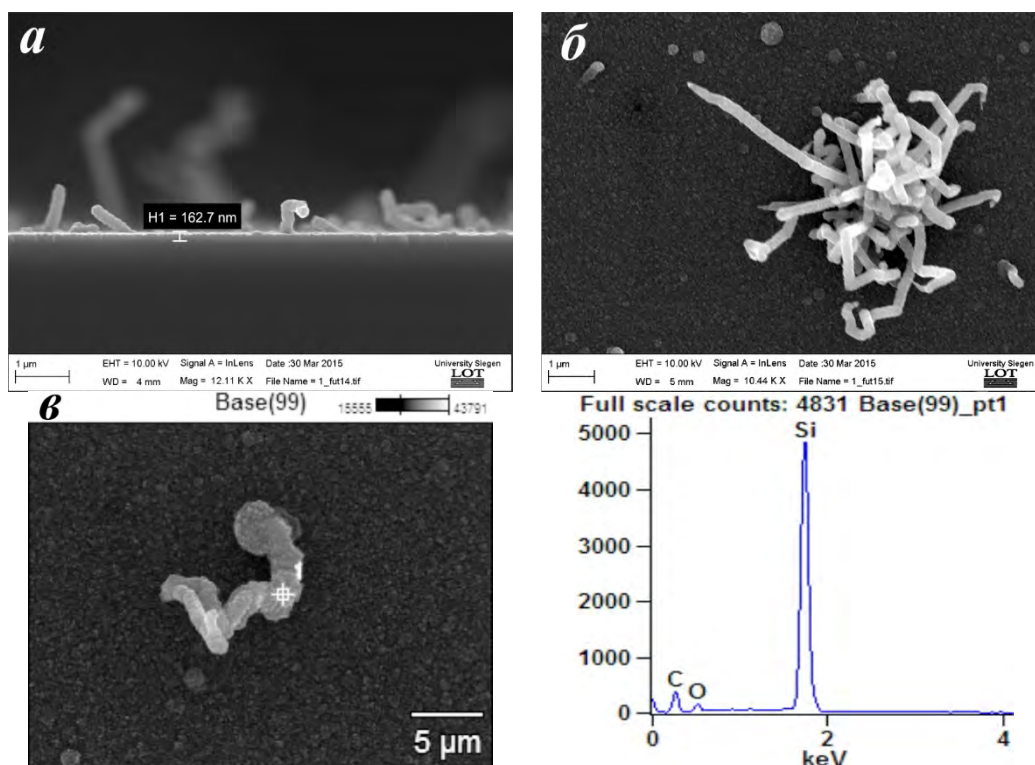 а
H1 = 162.7 nm
1 µm
EHT = 10.00 kV
Signal A = InLens
Date :30 Mar 2015
University Siegen
WD = 4 mm
Mag = 12.11 K X
File Name = 1_fut14.tif
LOT
б
1 µm
EHT = 10.00 kV
Signal A = InLens
Date :30 Mar 2015
University Siegen
WD = 5 mm
Mag = 10.44 K X
File Name = 1_fut15.tif
LOT
в
Base(99)
15555
43791
5 µm
Full scale counts: 4831 Base(99)_pt1
5000
4000
3000
2000
1000
0
Si
C
O
0
2
4
keV